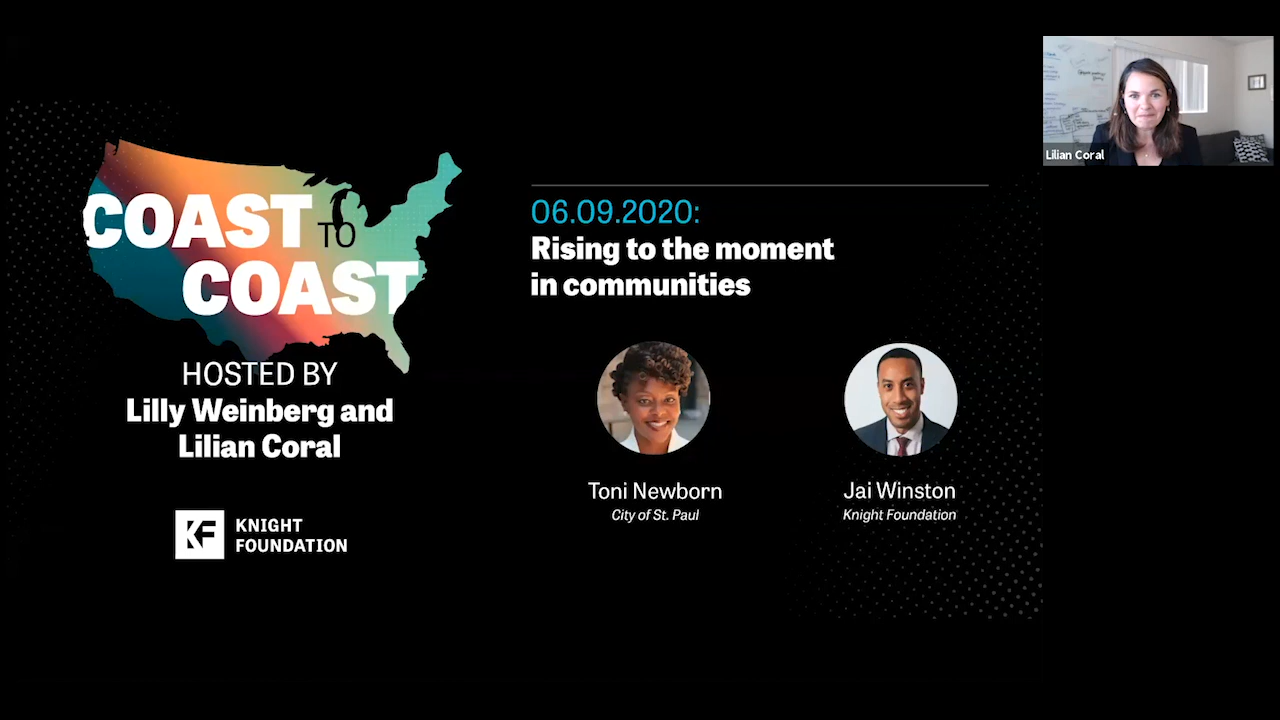 COAST TO
COAST
HOSTED BY
Lilly Weinberg and
Lilian Coral
KF KNIGHT
FOUNDATION
06.09.2020:
Rising to the moment
in communities
Toni Newborn
City of St. Paul
Jai Winston
Knight Foundation
Lilian Coral